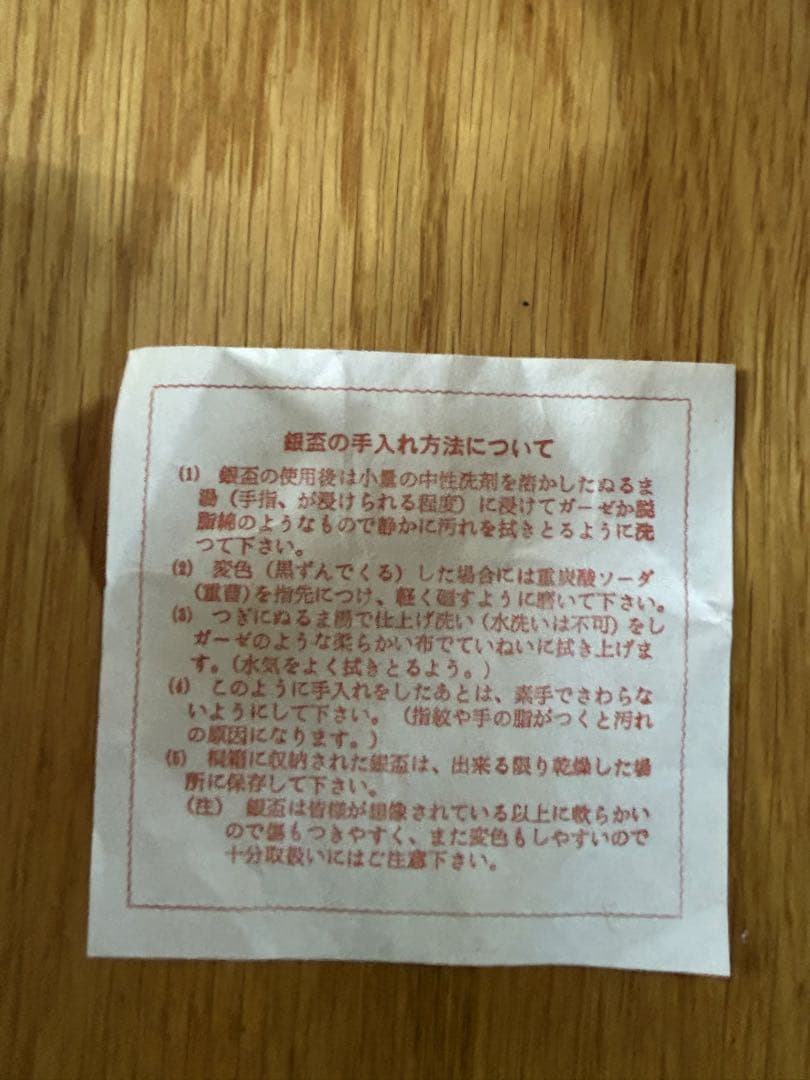 銀盃の手入れ方法について
(1) 銀盃の使用後は小量の中性洗剤を溶かしたぬるま
湯(手指、が浸けられる程度)に浸けてガーゼか脱
脂綿のようなもので静かに汚れを拭きとるように洗
つて下さい。
(2) 変色(黒ずんでくる)した場合には重炭酸ソーダ
(重曹)を指先につけ、軽く廻すように磨いて下さい。
(3) つぎにぬるま湯で仕上げ洗い(水洗いは不可)をし
ガーゼのような柔らかい布でていねいに拭き上げま
す。(水気をよく拭きとるよう。)
(4) このように手入れをしたあとは、素手でさわらな
いようにして下さい。(指紋や手の脂がつくと汚れ
の原因になります。)
(5) 桐箱に収納された銀盃は、出来る限り乾燥した場
所に保存して下さい。
(注) 銀盃は皆様が想像されている以上に軟らかい
ので傷もつきやすく、また変色もしやすいので
十分取扱いにはご注意下さい。